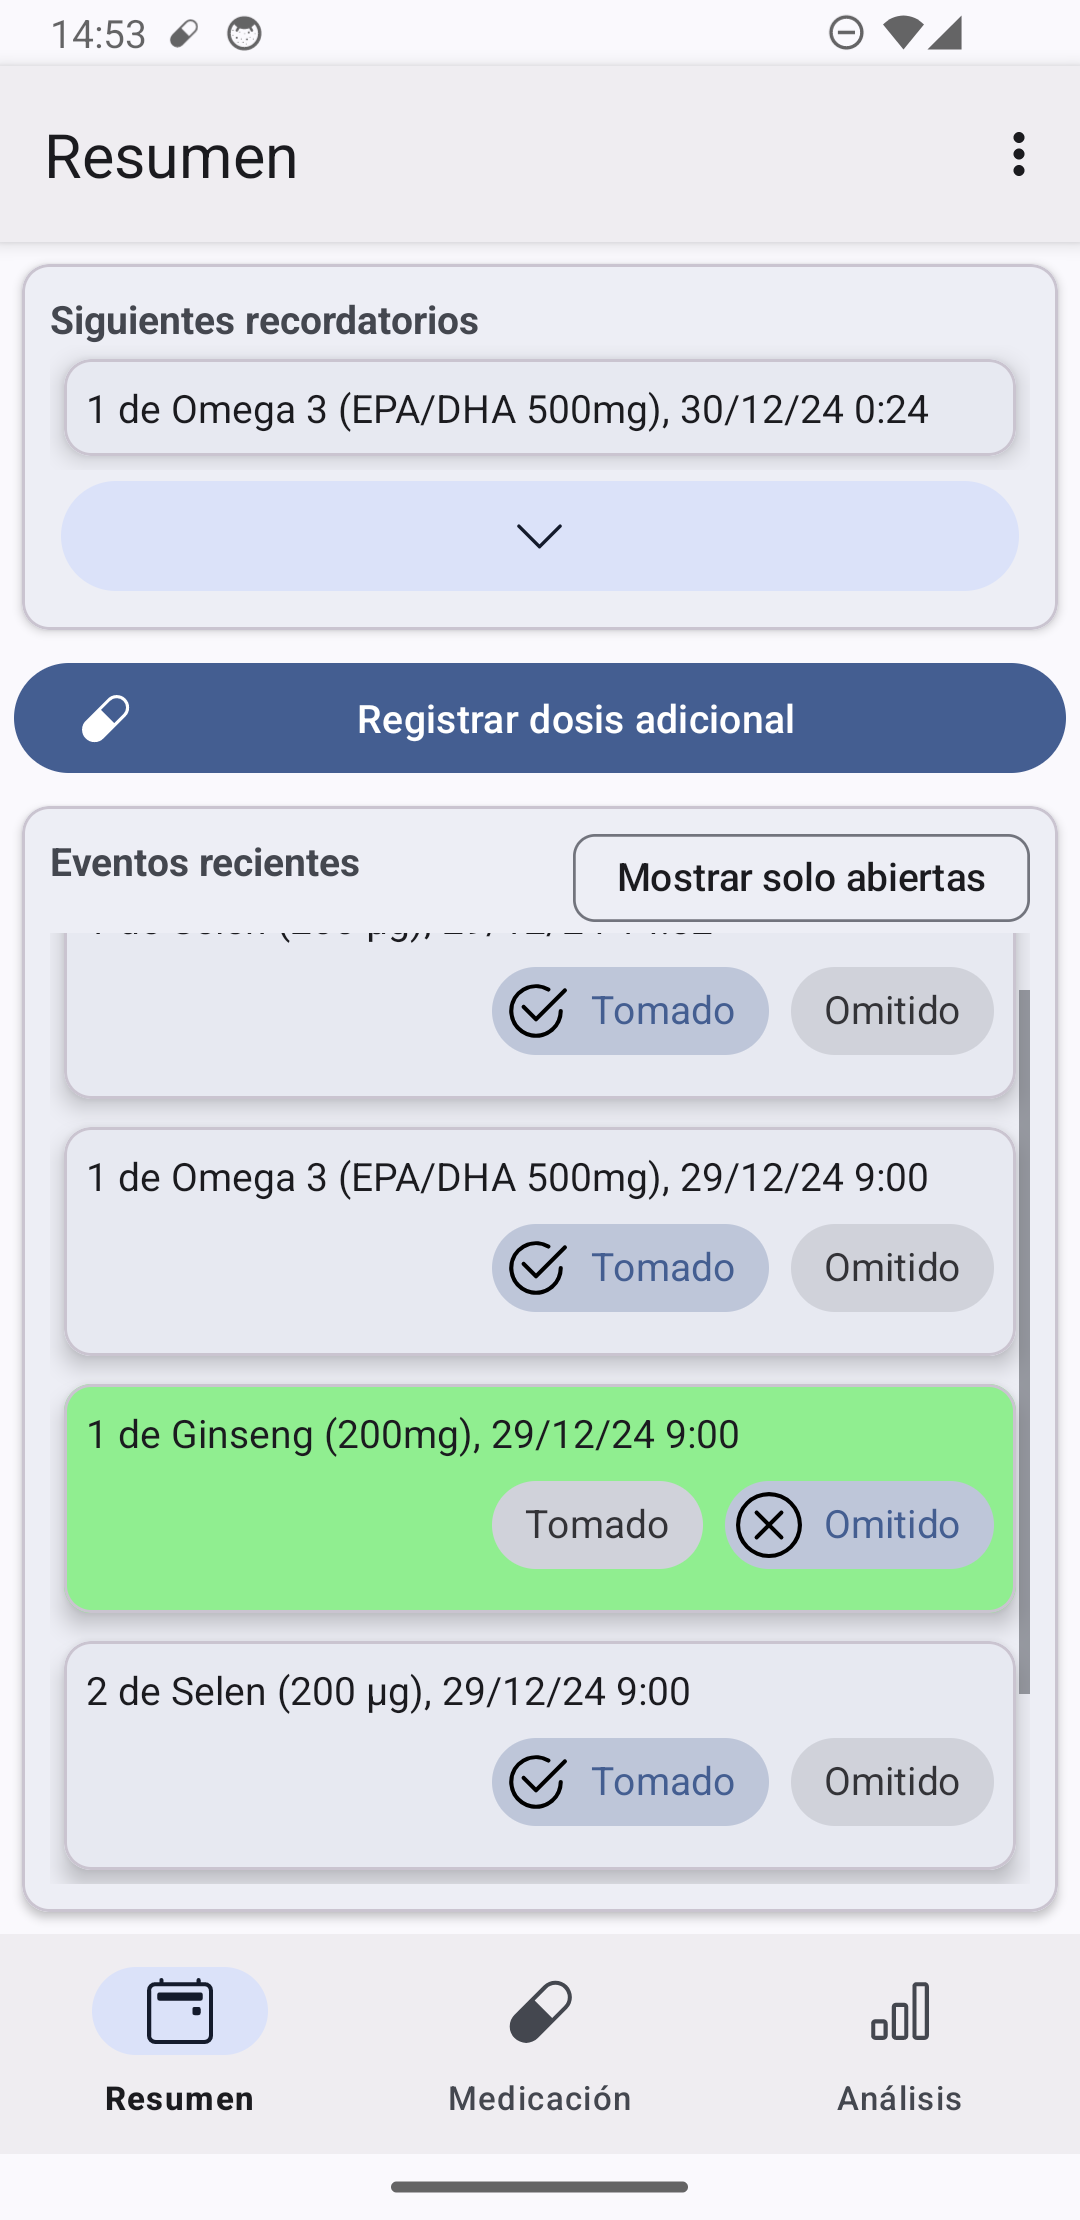 14:53
Resumen
Siguientes recordatorios
1 de Omega 3 (EPA/DHA 500mg), 30/12/24 0:24
Registrar dosis adicional
Eventos recientes
Mostrar solo abiertas
Tomado
Omitido
1 de Omega 3 (EPA/DHA 500mg), 29/12/24 9:00
Tomado
Omitido
1 de Ginseng (200mg), 29/12/24 9:00
Tomado
Omitido
2 de Selen (200 µg), 29/12/24 9:00
Tomado
Omitido
Resumen
Medicación
Análisis